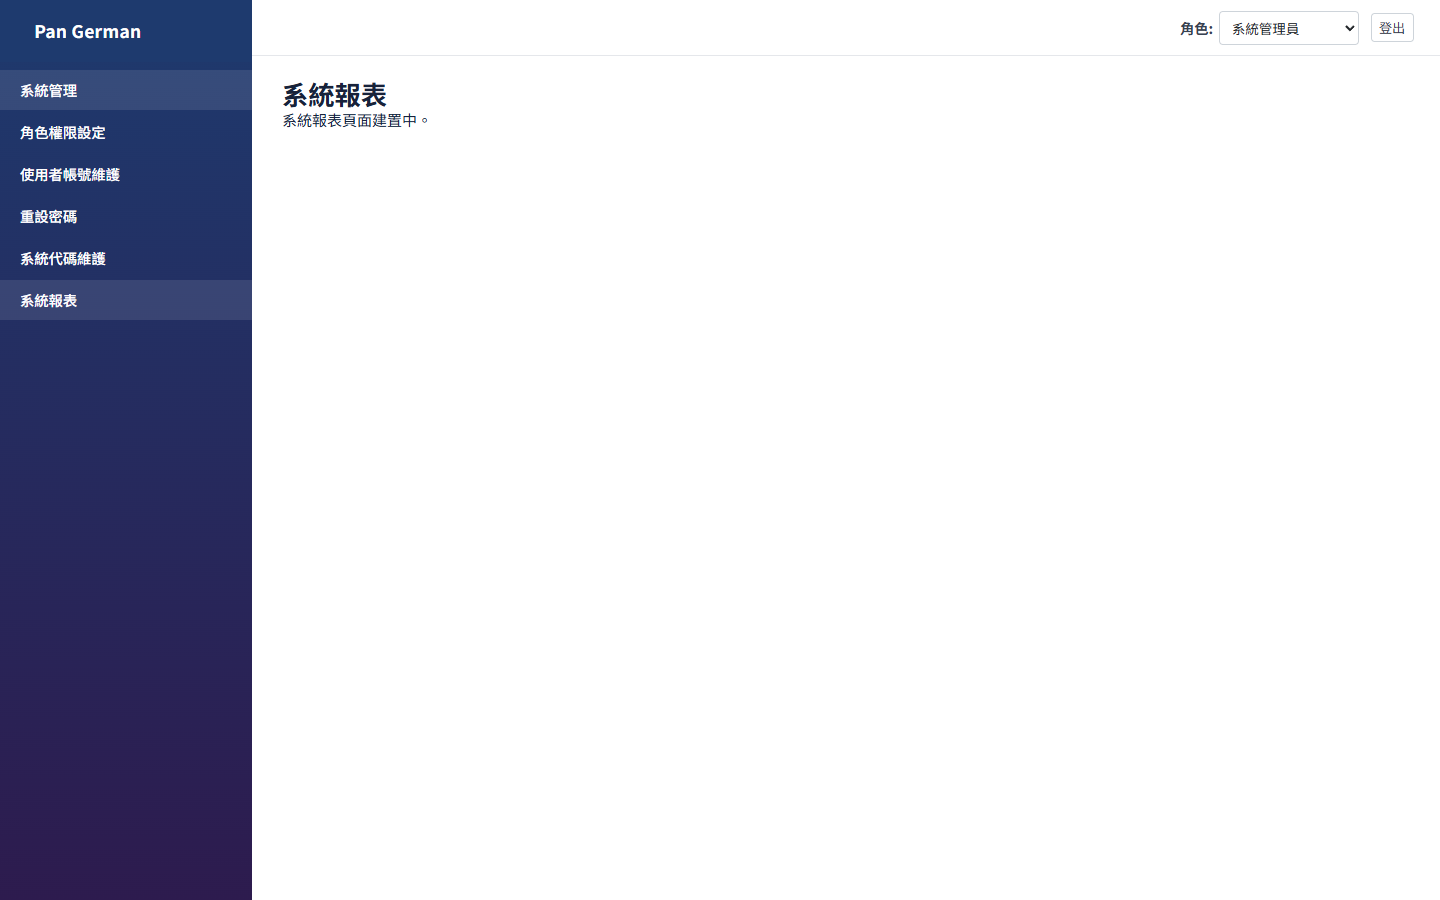 Pan German
角色:
系統管理員
登出
系統管理
角色權限設定
使用者帳號維護
重設密碼
系統代碼維護
系統報表
系統報表
系統報表頁面建置中。